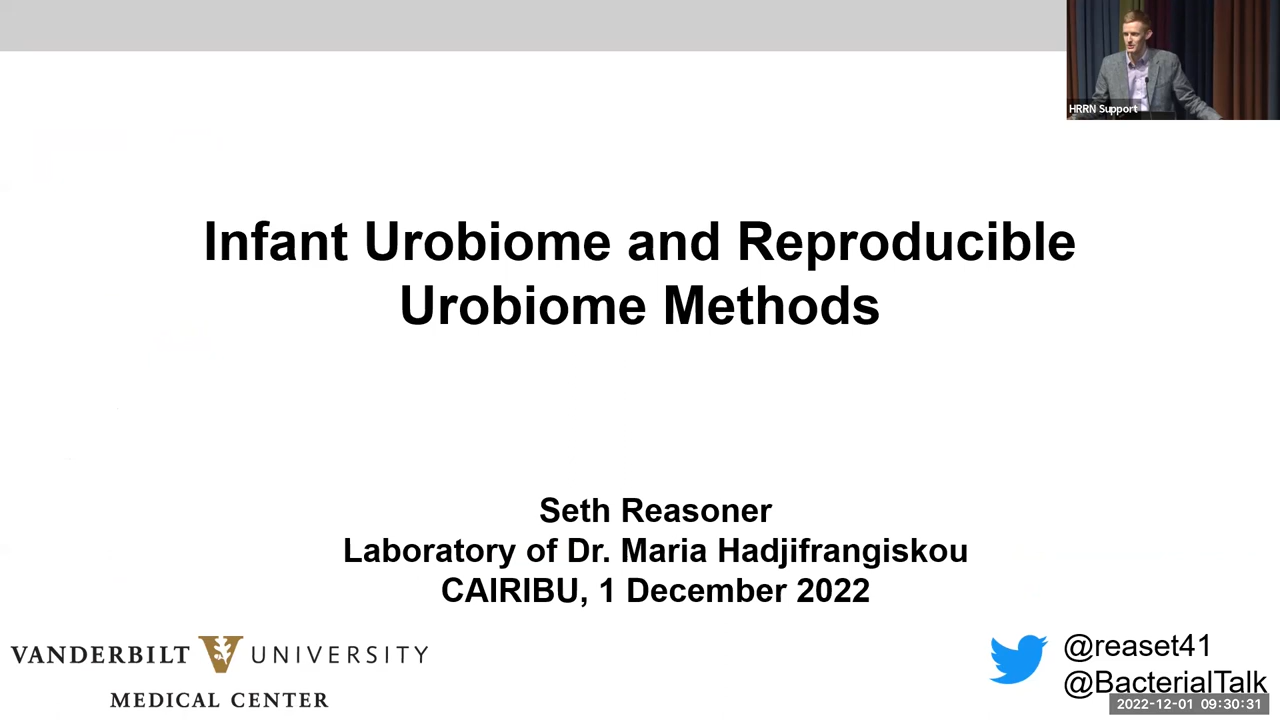 HRRN Support
Infant Urobiome and Reproducible
Urobiome Methods
Seth Reasoner
Laboratory of Dr. Maria Hadjifrangiskou
CAIRIBU, 1 December 2022
VANDERBILT V UNIVERSITY
MEDICAL CENTER
@reaset41
@BacterialTalk
2022-12-01 09:30:31